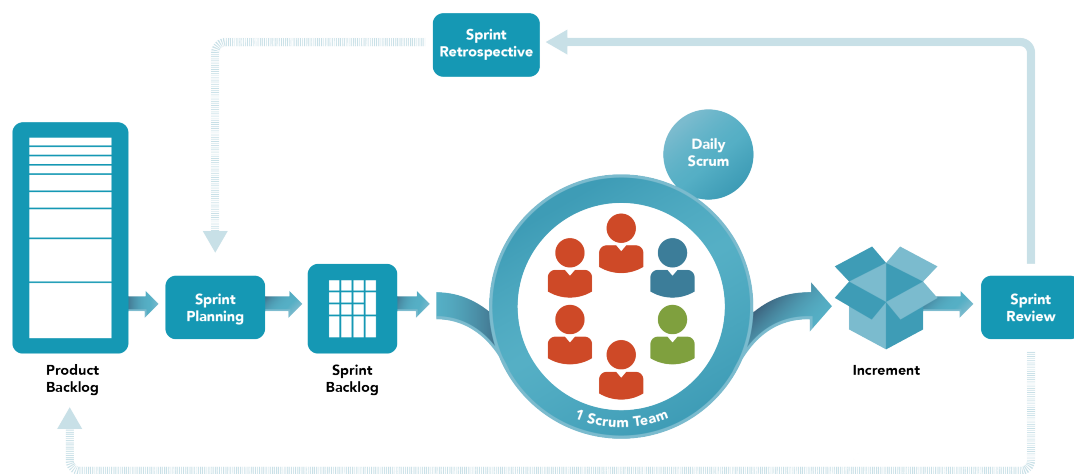 Sprint
Retrospective
Daily
Scrum
Sprint
Planning
Sprint
Review
Product
Backlog
Sprint
Backlog
1 Scrum Team
Increment